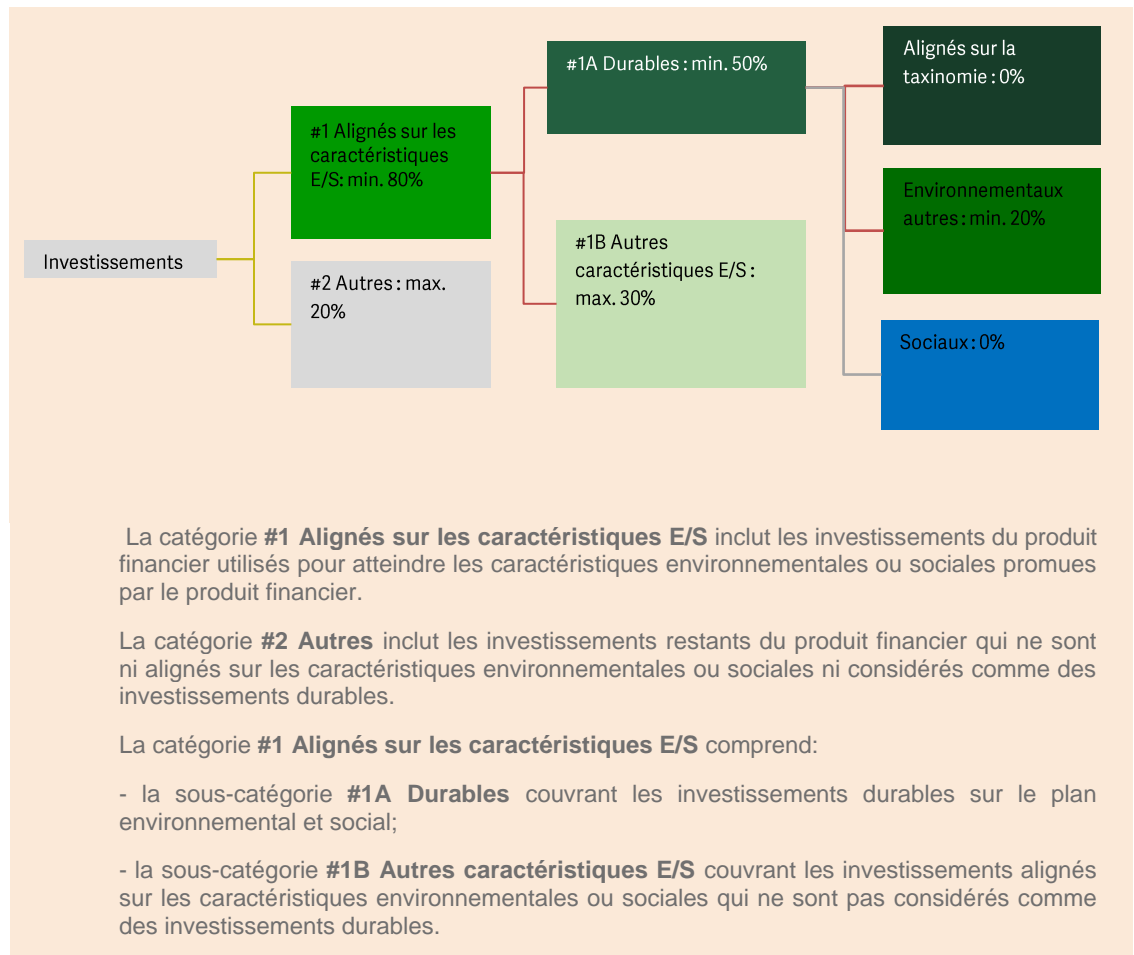 Investissements
#1 Alignés sur les
caractéristiques
E/S: min. 80%
#2 Autres : max.
20%
#1A Durables : min. 50%
#1B Autres
caractéristiques E/S :
max. 30%
Alignés sur la
taxinomie : 0%
Environnementaux
autres : min. 20%
Sociaux : 0%
La catégorie #1 Alignés sur les caractéristiques E/S inclut les investissements du produit
financier utilisés pour atteindre les caractéristiques environnementales ou sociales promues
par le produit financier.
La catégorie #2 Autres inclut les investissements restants du produit financier qui ne sont
ni alignés sur les caractéristiques environnementales ou sociales ni considérés comme des
investissements durables.
La catégorie #1 Alignés sur les caractéristiques E/S comprend:
- la sous-catégorie #1A Durables couvrant les investissements durables sur le plan
environnemental et social;
- la sous-catégorie #1B Autres caractéristiques E/S couvrant les investissements alignés
sur les caractéristiques environnementales ou sociales qui ne sont pas considérés comme
des investissements durables.